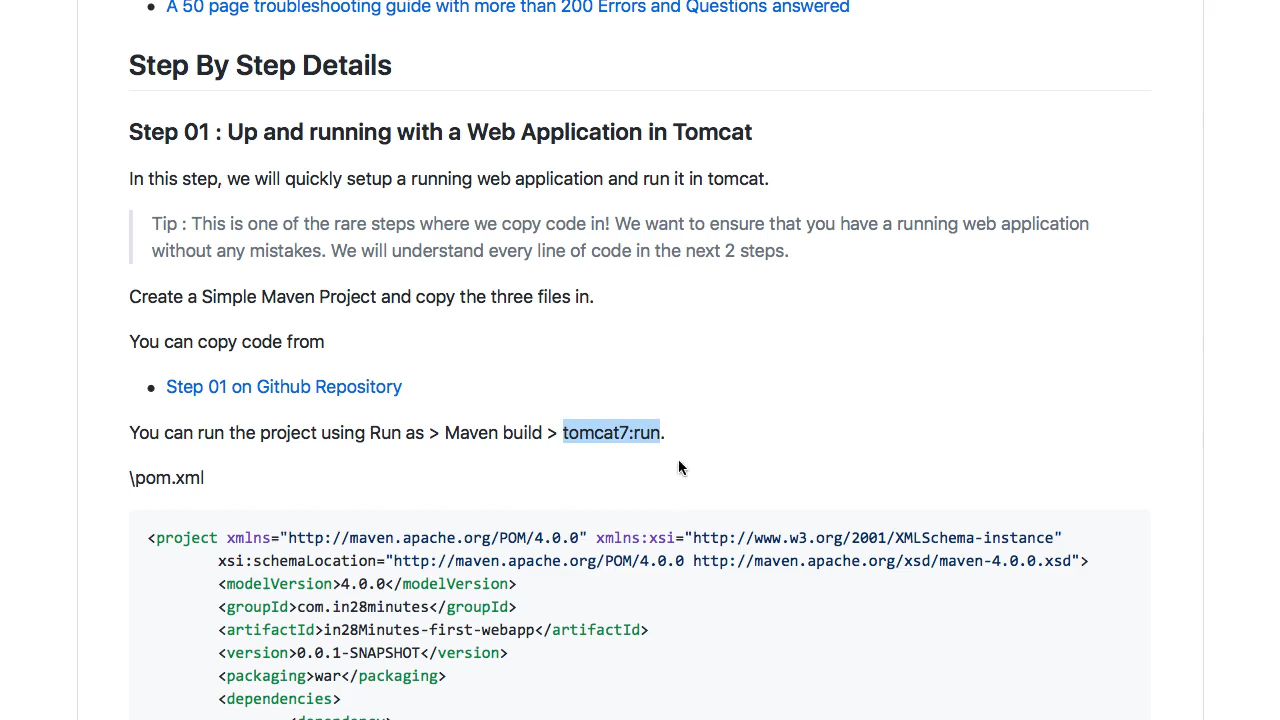 • A 50 page troubleshooting guide with more than 200 Errors and Questions answered
Step By Step Details
Step 01 : Up and running with a Web Application in Tomcat
In this step, we will quickly setup a running web application and run it in tomcat.
Tip : This is one of the rare steps where we copy code in! We want to ensure that you have a running web application
without any mistakes. We will understand every line of code in the next 2 steps.
Create a Simple Maven Project and copy the three files in.
You can copy code from
• Step 01 on Github Repository
You can run the project using Run as > Maven build > tomcat7:run.
\pom.xml
<project xmlns="http://maven.apache.org/POM/4.0.0" xmlns:xsi="http://www.w3.org/2001/XMLSchema-instance"
xsi:schemaLocation="http://maven.apache.org/POM/4.0.0 http://maven.apache.org/xsd/maven-4.0.0.xsd">
<modelVersion>4.0.0</modelVersion>
<groupId>com.in28minutes</groupId>
<artifactId>in28Minutes-first-webapp</artifactId>
<version>0.0.1-SNAPSHOT</version>
<packaging>war</packaging>
<dependencies>
<dependency>